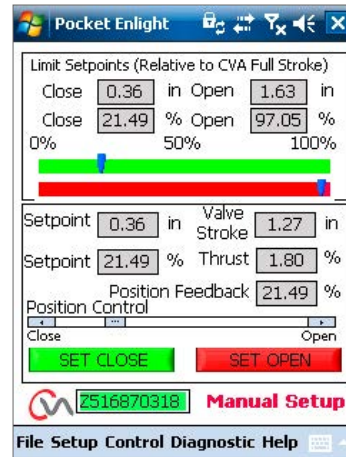 Pocket Enlight
Limit Setpoints (Relative to CVA Full Stroke)
Close 0.36 in Open 1.63 in
Close 21.49 % Open 97.05 %
0% 50% 100%
Setpoint 0.36 in Valve Stroke 1.27 in
Setpoint 21.49 % Thrust 1.80 %
Position Feedback 21.49 %
Position Control
Close Open
SET CLOSE SET OPEN
Z516870318 Manual Setup
File Setup Control Diagnostic Help